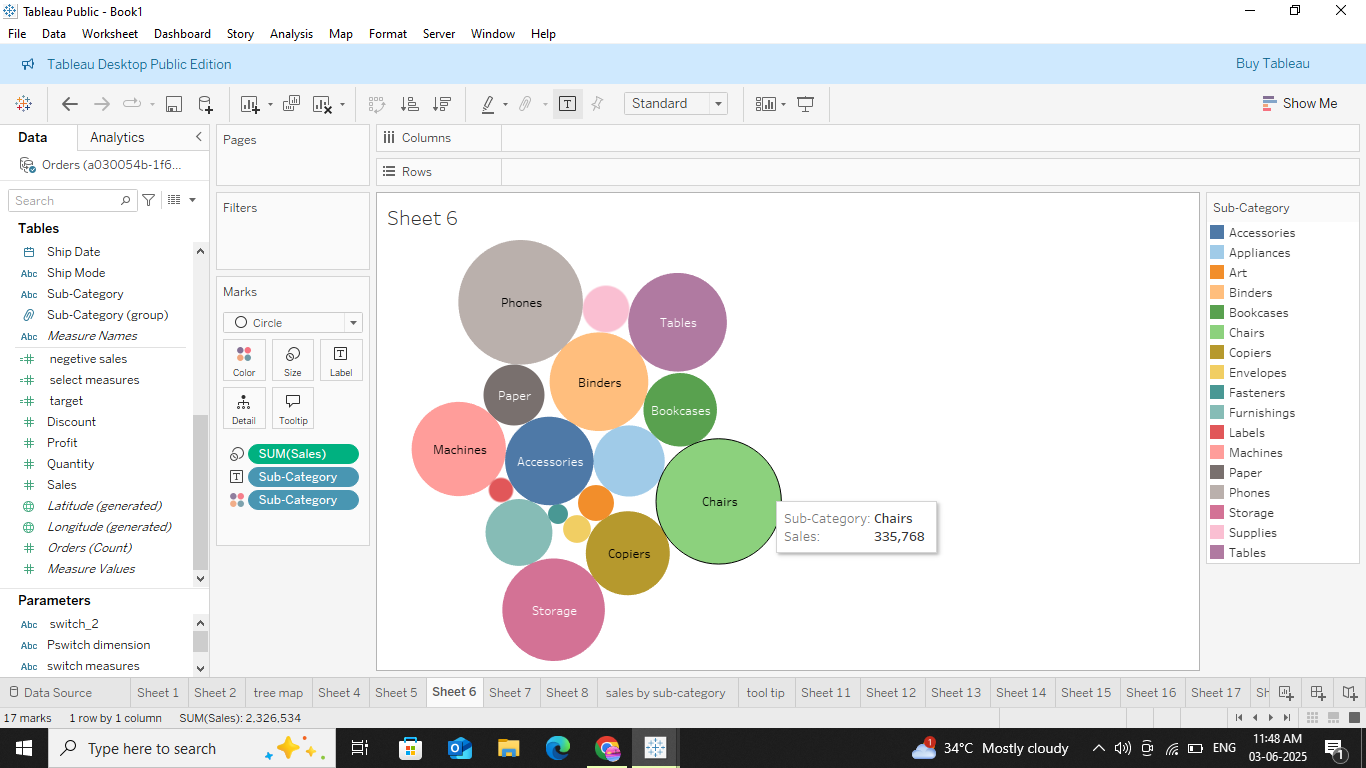 Tableau Public - Book1
File Data Worksheet Dashboard Story Analysis Map Format Server Window Help
Tableau Desktop Public Edition
Buy Tableau
Standard
Show Me
Data Analytics
Orders (a030054b-1f6...
Search
Tables
Ship Date
Ship Mode
Sub-Category
Sub-Category (group)
Measure Names
negetive sales
select measures
target
Discount
Profit
Quantity
Sales
Latitude (generated)
Longitude (generated)
Orders (Count)
Measure Values
Parameters
switch_2
Pswitch dimension
switch measures
Pages
Filters
Marks
Circle
Color Size Label
Detail Tooltip
SUM(Sales)
Sub-Category
Sub-Category
Columns
Rows
Sheet 6
Phones
Tables
Binders
Paper
Bookcases
Machines
Accessories
Chairs
Copiers
Storage
Sub-Category: Chairs
Sales: 335,768
Sub-Category
Accessories
Appliances
Art
Binders
Bookcases
Chairs
Copiers
Envelopes
Fasteners
Furnishings
Labels
Machines
Paper
Phones
Storage
Supplies
Tables
Data Source Sheet 1 Sheet 2 tree map Sheet 4 Sheet 5 Sheet 6 Sheet 7 Sheet 8 sales by sub-category tool tip Sheet 11 Sheet 12 Sheet 13 Sheet 14 Sheet 15 Sheet 16 Sheet 17 Sh
17 marks 1 row by 1 column SUM(Sales): 2,326,534
Type here to search
1
34°C Mostly cloudy
ENG
11:48 AM
03-06-2025
1